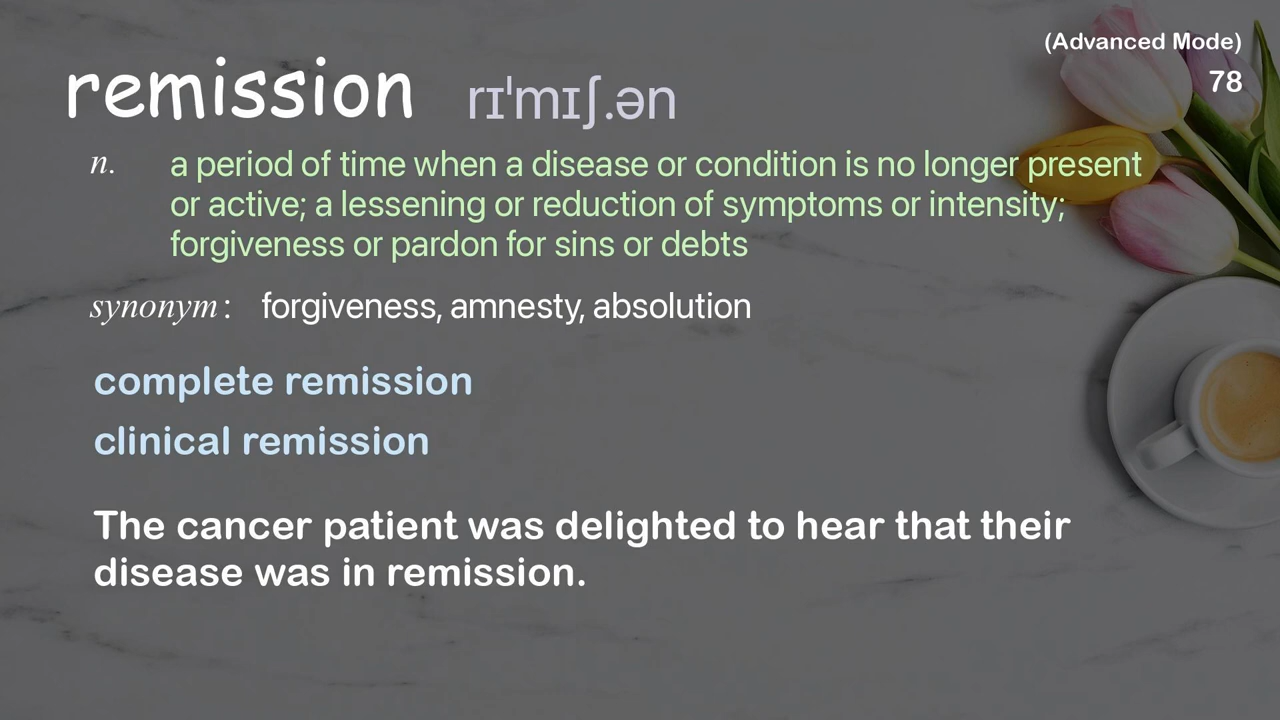 (Advanced Mode)
78
remission rɪˈmɪʃ.ən
n. a period of time when a disease or condition is no longer present
or active; a lessening or reduction of symptoms or intensity;
forgiveness or pardon for sins or debts
synonym: forgiveness, amnesty, absolution
complete remission
clinical remission
The cancer patient was delighted to hear that their
disease was in remission.